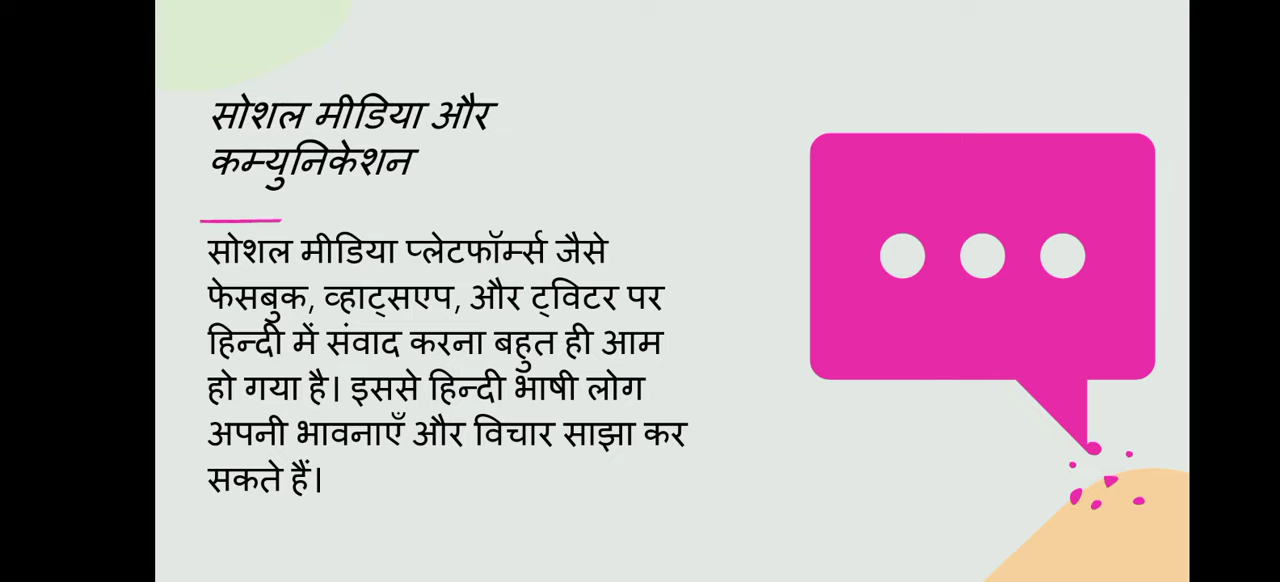 सोशल मीडिया और
कम्युनिकेशन
सोशल मीडिया प्लेटफॉर्म्स जैसे
फेसबुक, व्हाट्सएप, और ट्विटर पर
हिन्दी में संवाद करना बहुत ही आम
हो गया है। इससे हिन्दी भाषी लोग
अपनी भावनाएँ और विचार साझा कर
सकते हैं।